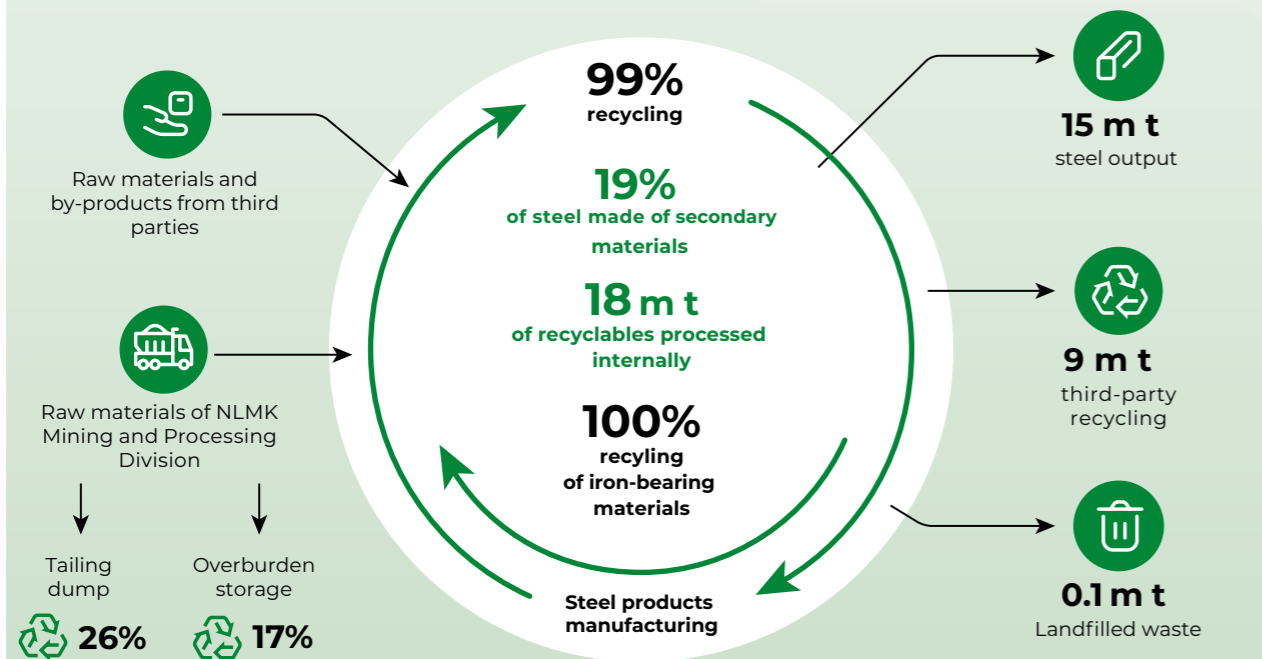 Raw materials and
by-products from third
parties
Raw materials of NLMK
Mining and Processing
Division
Tailing
dump
26%
Overburden
storage
17%
99%
recycling
19%
of steel made of secondary
materials
18 m t
of recyclables processed
internally
100%
recyling
of iron-bearing
materials
Steel products
manufacturing
15 m t
steel output
9 m t
third-party
recycling
0.1 m t
Landfilled waste